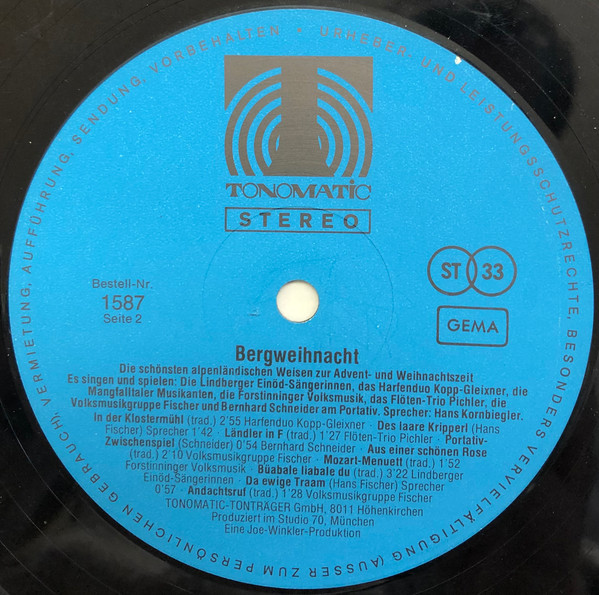 URHEBER- UND LEISTUNGSSCHUTZRECHTE, BESONDERS VERVIELFÄLTIGUNG (AUSSER ZUM PERSÖNLICHEN GEBRAUCH), VERMIETUNG, AUFFÜHRUNG, SENDUNG, VORBEHALTEN •
TONOMATIC
STEREO
Bestell-Nr.
1587
Seite 2
ST 33
GEMA
Bergweihnacht
Die schönsten alpenländischen Weisen zur Advent- und Weihnachtszeit
Es singen und spielen: Die Lindberger Einöd-Sängerinnen, das Harfenduo Kopp-Gleixner, die
Mangfalltaler Musikanten, die Forstinninger Volksmusik, das Flöten-Trio Pichler, die
Volksmusikgruppe Fischer und Bernhard Schneider am Portativ. Sprecher: Hans Kornbiegler.
In der Klostermühl (trad.) 2'55 Harfenduo Kopp-Gleixner • Des laare Kripperl (Hans
Fischer) Sprecher 1'42 • Ländler in F (trad.) 1'27 Flöten-Trio Pichler • Portativ-
Zwischenspiel (Schneider) 0'54 Bernhard Schneider • Aus einer schönen Rose
(trad.) 2'10 Volksmusikgruppe Fischer • Mozart-Menuett (trad.) 1'52
Forstinninger Volksmusik • Büabale liabale du (trad.) 3'22 Lindberger
Einöd-Sängerinnen • Da ewige Traam (Hans Fischer) Sprecher
0'57 • Andachtsruf (trad.) 1'28 Volksmusikgruppe Fischer
TONOMATIC-TONTRÄGER GmbH, 8011 Höhenkirchen
Produziert im Studio 70, München
Eine Joe-Winkler-Produktion